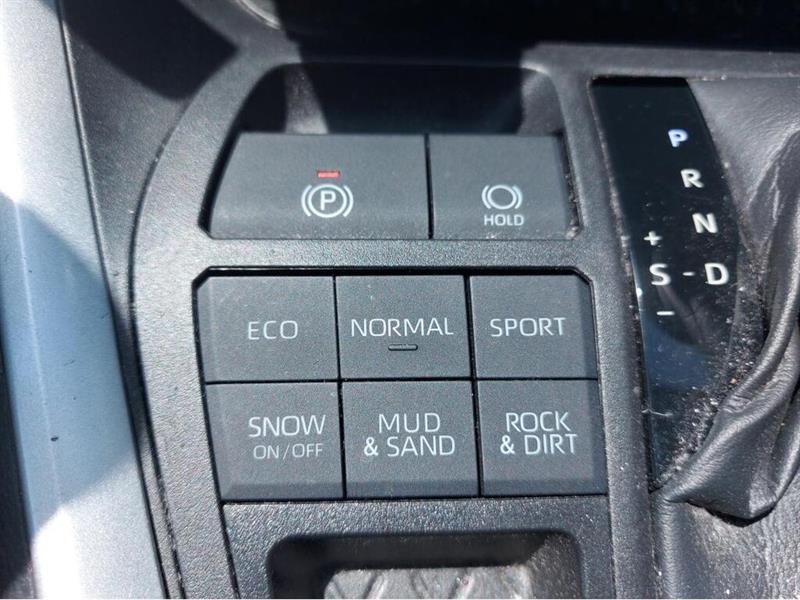 P
HOLD
ECO
NORMAL
SPORT
SNOW
ON/OFF
MUD
& SAND
ROCK
& DIRT
P
R
N
+
S - D
-